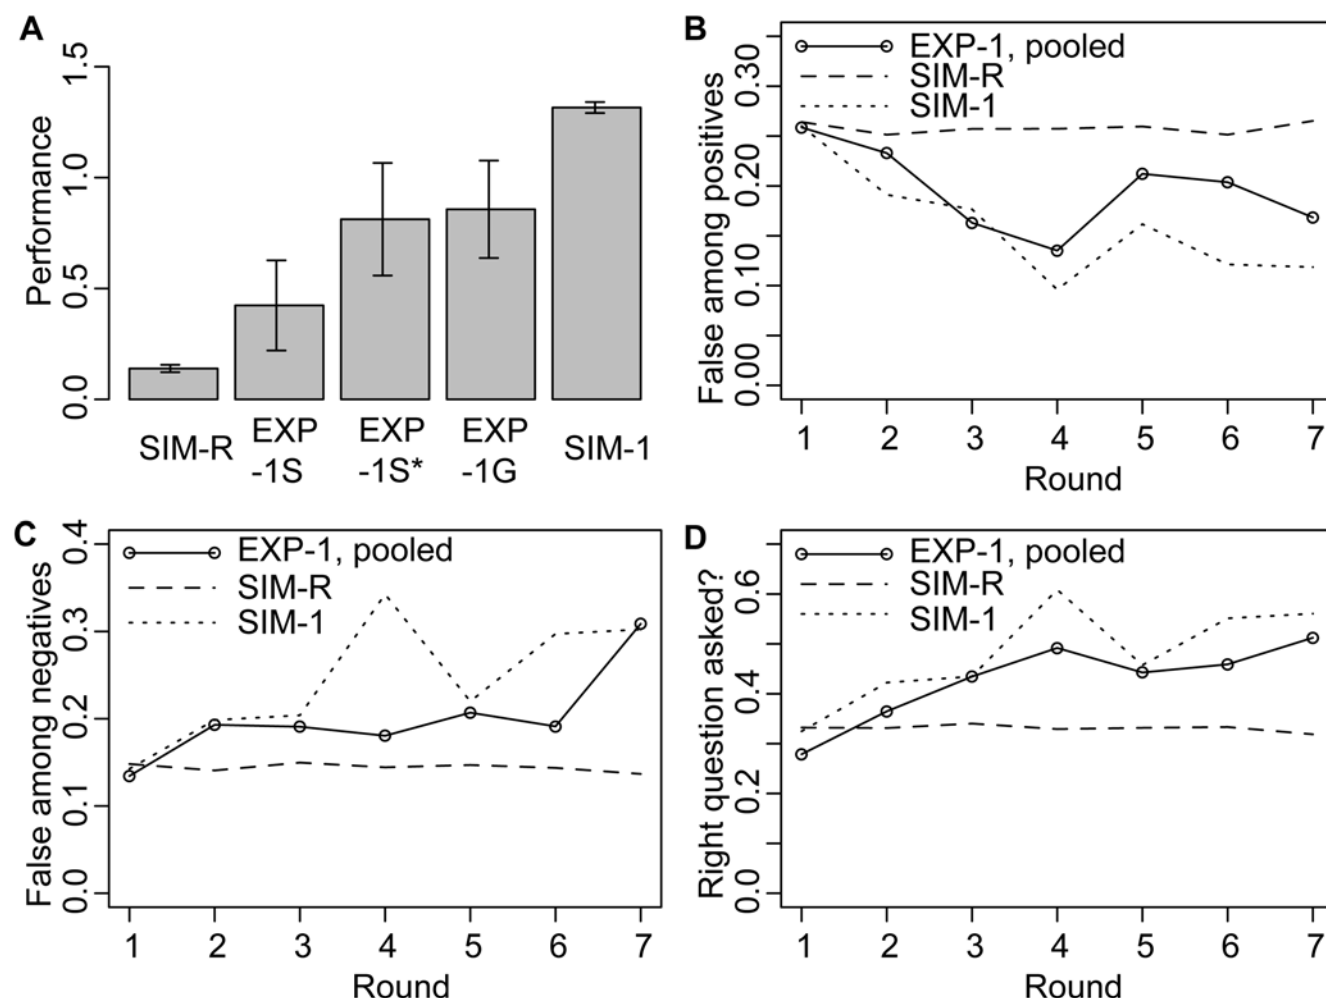 A
Performance
1.5
1.0
0.5
0.0
SIM-R
EXP
-1S
EXP
-1S*
EXP
-1G
SIM-1
B
EXP-1, pooled
SIM-R
SIM-1
False among positives
0.30
0.20
0.10
0.00
1 2 3 4 5 6 7
Round
C
EXP-1, pooled
SIM-R
SIM-1
False among negatives
0.4
0.3
0.2
0.1
0.0
1 2 3 4 5 6 7
Round
D
EXP-1, pooled
SIM-R
SIM-1
Right question asked?
0.6
0.4
0.2
0.0
1 2 3 4 5 6 7
Round